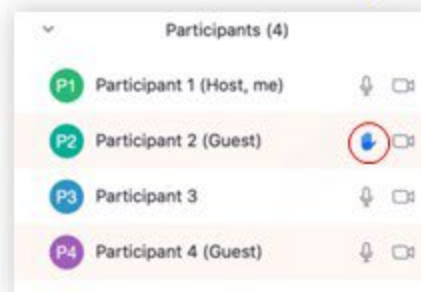 Participants (4)
P1 Participant 1 (Host, me)
P2 Participant 2 (Guest)
P3 Participant 3
P4 Participant 4 (Guest)